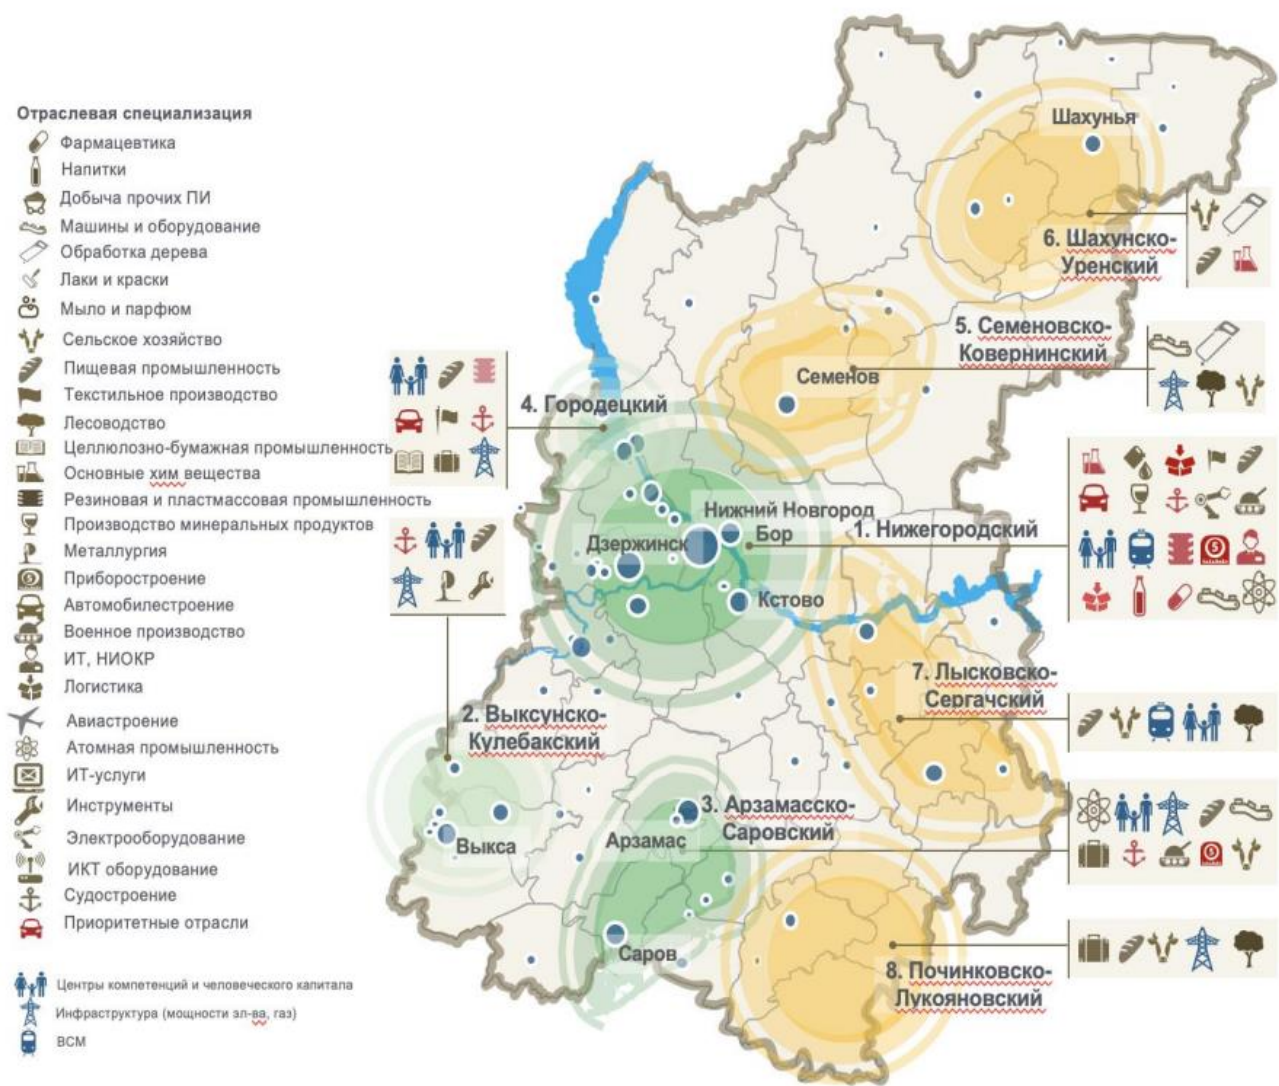 Отраслевая специализация
Фармацевтика
Напитки
Добыча прочих ПИ
Машины и оборудование
Обработка дерева
Лаки и краски
Мыло и парфюм
Сельское хозяйство
Пищевая промышленность
Текстильное производство
Лесоводство
Целлюлозно-бумажная промышленность
Основные хим вещества
Резиновая и пластмассовая промышленность
Производство минеральных продуктов
Металлургия
Приборостроение
Автомобилестроение
Военное производство
ИТ, НИОКР
Логистика
Авиастроение
Атомная промышленность
ИТ-услуги
Инструменты
Электрооборудование
ИКТ оборудование
Судостроение
Приоритетные отрасли
Центры компетенций и человеческого капитала
Инфраструктура (мощности эл-ва, газ)
ВСМ
Шахунья
6. Шахунско-
Уренский
5. Семеновско-
Ковернинский
Семенов
4. Городецкий
Нижний Новгород
Бор
1. Нижегородский
Дзержинск
Кстово
7. Лысковско-
Сергачский
2. Выксунско-
Кулебакский
Выкса
3. Арзамасско-
Саровский
Арзамас
Саров
8. Починковско-
Лукояновский